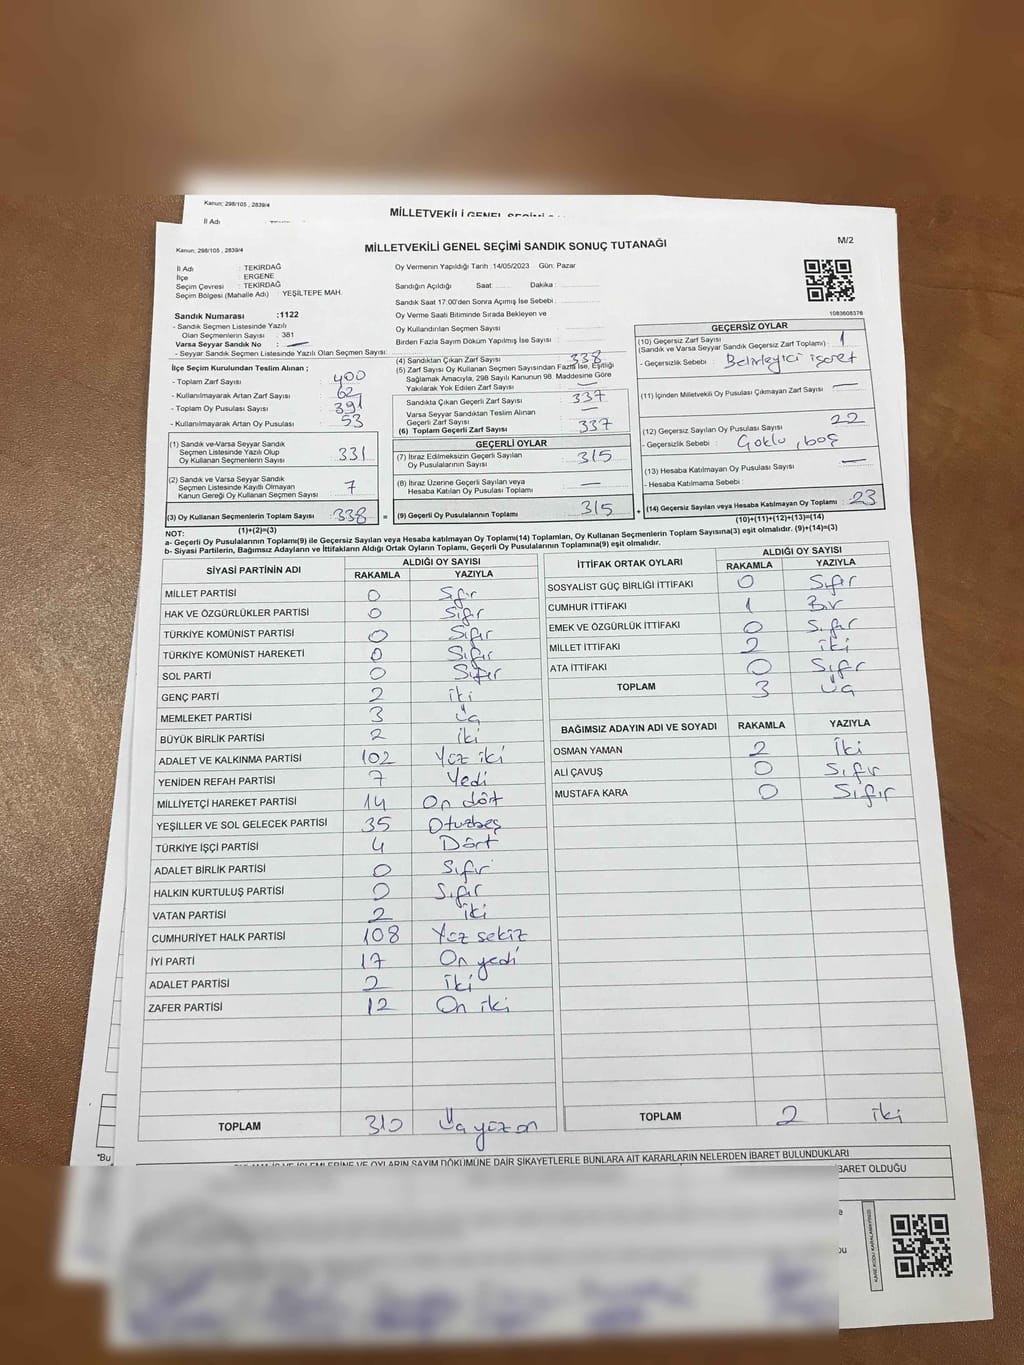 Kanun; 298/105 , 2839/4
İl Adı
MİLLETVEKİLİ GENEL SEÇİMİ
Kanun; 298/105 , 2839/4
MİLLETVEKİLİ GENEL SEÇİMİ SANDIK SONUÇ TUTANAĞI
M/2
İl Adı : TEKİRDAĞ
İlçe : ERGENE
Seçim Çevresi : TEKİRDAĞ
Seçim Bölgesi (Mahalle Adı) : YEŞİLTEPE MAH.
Sandık Numarası :1122
- Sandık Seçmen Listesinde Yazılı
Olan Seçmenlerin Sayısı : 381
Varsa Seyyar Sandık No : —
- Seyyar Sandık Seçmen Listesinde Yazılı Olan Seçmen Sayısı:
İlçe Seçim Kurulundan Teslim Alınan ;
- Toplam Zarf Sayısı : 400
- Kullanılmayarak Artan Zarf Sayısı : 62
- Toplam Oy Pusulası Sayısı : 391
- Kullanılmayarak Artan Oy Pusulası : 53
(1) Sandık ve-Varsa Seyyar Sandık
Seçmen Listesinde Yazılı Olup
Oy Kullanan Seçmenlerin Sayısı : 331
(2) Sandık ve Varsa Seyyar Sandık
Seçmen Listesinde Kayıtlı Olmayan
Kanun Gereği Oy Kullanan Seçmen Sayısı : 7
(3) Oy Kullanan Seçmenlerin Toplam Sayısı : 338 =
(1)+(2)=(3)
Oy Vermenin Yapıldığı Tarih :14/05/2023 Gün: Pazar
Sandığın Açıldığı Saat: Dakika :
Sandık Saat 17:00'den Sonra Açımış İse Sebebi :
Oy Verme Saati Bitiminde Sırada Bekleyen ve
Oy Kullandırılan Seçmen Sayısı :
Birden Fazla Sayım Döküm Yapılmış İse Sayısı :
(4) Sandıktan Çıkan Zarf Sayısı : 338
(5) Zarf Sayısı Oy Kullanan Seçmen Sayısından Fazla İse, Eşitliği
Sağlamak Amacıyla, 298 Sayılı Kanunun 98. Maddesine Göre
Yakılarak Yok Edilen Zarf Sayısı : —
Sandıkta Çıkan Geçerli Zarf Sayısı : 337
Varsa Seyyar Sandıktan Teslim Alınan
Geçerli Zarf Sayısı : —
(6) Toplam Geçerli Zarf Sayısı : 337
GEÇERLİ OYLAR
(7) İtiraz Edilmeksizin Geçerli Sayılan
Oy Pusulalarının Sayısı : 315
(8) İtiraz Üzerine Geçerli Sayılan veya
Hesaba Katılan Oy Pusulası Toplamı : —
(9) Geçerli Oy Pusulalarının Toplamı : 315 +
1083608376
GEÇERSİZ OYLAR
(10) Geçersiz Zarf Sayısı
(Sandık ve Varsa Seyyar Sandık Geçersiz Zarf Toplamı) : 1
- Geçersizlik Sebebi : Belirleyici işaret
(11) İçinden Milletvekili Oy Pusulası Çıkmayan Zarf Sayısı : —
(12) Geçersiz Sayılan Oy Pusulası Sayısı : 22
- Geçersizlik Sebebi : Çoklu, boş
(13) Hesaba Katılmayan Oy Pusulası Sayısı : —
- Hesaba Katılmama Sebebi :
(14) Geçersiz Sayılan veya Hesaba Katılmayan Oy Toplamı : 23
(10)+(11)+(12)+(13)=(14)
NOT:
a- Geçerli Oy Pusulalarının Toplamı(9) ile Geçersiz Sayılan veya Hesaba katılmayan Oy Toplamı(14) Toplamları, Oy Kullanan Seçmenlerin Toplam Sayısına(3) eşit olmalıdır. (9)+(14)=(3)
b- Siyasi Partilerin, Bağımsız Adayların ve İttifakların Aldığı Ortak Oyların Toplamı, Geçerli Oy Pusulalarının Toplamına(9) eşit olmalıdır.
SİYASİ PARTİNİN ADI ALDIĞI OY SAYISI
RAKAMLA YAZIYLA
MİLLET PARTİSİ 0 Sıfır
HAK VE ÖZGÜRLÜKLER PARTİSİ 0 Sıfır
TÜRKİYE KOMÜNİST PARTİSİ 0 Sıfır
TÜRKİYE KOMÜNİST HAREKETİ 0 Sıfır
SOL PARTİ 0 Sıfır
GENÇ PARTİ 2 iki
MEMLEKET PARTİSİ 3 Üç
BÜYÜK BİRLİK PARTİSİ 2 iki
ADALET VE KALKINMA PARTİSİ 102 Yüz iki
YENİDEN REFAH PARTİSİ 7 Yedi
MİLLİYETÇİ HAREKET PARTİSİ 14 On dört
YEŞİLLER VE SOL GELECEK PARTİSİ 35 Otuzbeş
TÜRKİYE İŞÇİ PARTİSİ 4 Dört
ADALET BİRLİK PARTİSİ 0 Sıfır
HALKIN KURTULUŞ PARTİSİ 0 Sıfır
VATAN PARTİSİ 2 iki
CUMHURİYET HALK PARTİSİ 108 Yüz sekiz
İYİ PARTİ 17 On yedi
ADALET PARTİSİ 2 İki
ZAFER PARTİSİ 12 On iki
TOPLAM 310 Üçyüzon
İTTİFAK ORTAK OYLARI ALDIĞI OY SAYISI
RAKAMLA YAZIYLA
SOSYALİST GÜÇ BİRLİĞİ İTTİFAKI 0 Sıfır
CUMHUR İTTİFAKI 1 Bir
EMEK VE ÖZGÜRLÜK İTTİFAKI 0 Sıfır
MİLLET İTTİFAKI 2 iki
ATA İTTİFAKI 0 Sıfır
TOPLAM 3 Üç
BAĞIMSIZ ADAYIN ADI VE SOYADI RAKAMLA YAZIYLA
OSMAN YAMAN 2 İki
ALİ ÇAVUŞ 0 Sıfır
MUSTAFA KARA 0 Sıfır
TOPLAM 2 iki
*Bu
İŞLEMLERİNE VE OYLARIN SAYIM DÖKÜMÜNE DAİR ŞİKAYETLERLE BUNLARA AİT KARARLARIN NELERDEN İBARET BULUNDUKLARI
İBARET OLDUĞU